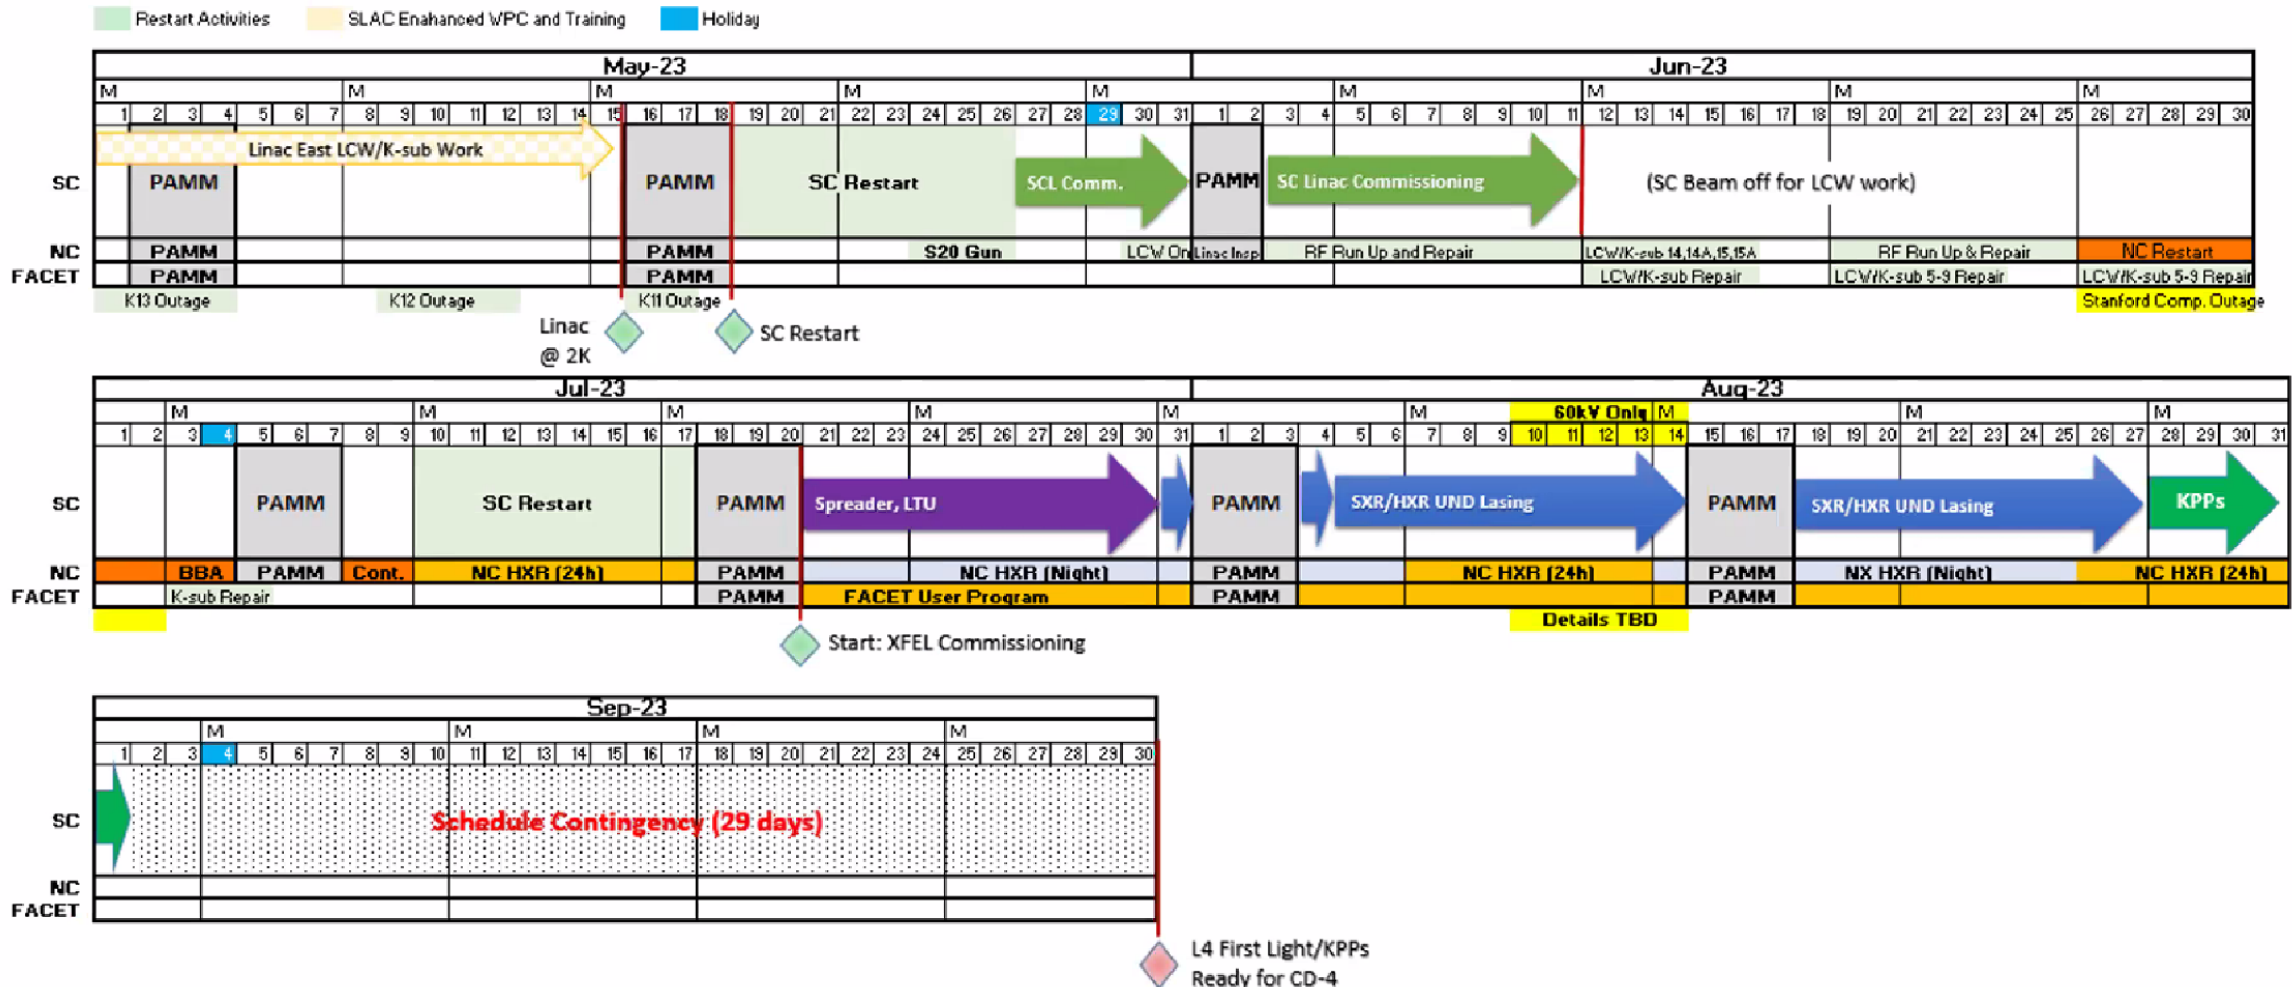 Restart Activities SLAC Enahanced WPC and Training Holiday
May-23 Jun-23
M M M M M M M M M
1 2 3 4 5 6 7 8 9 10 11 12 13 14 15 16 17 18 19 20 21 22 23 24 25 26 27 28 29 30 31 1 2 3 4 5 6 7 8 9 10 11 12 13 14 15 16 17 18 19 20 21 22 23 24 25 26 27 28 29 30
Linac East LCW/K-sub Work
SC PAMM PAMM SC Restart SCL Comm. PAMM SC Linac Commissioning (SC Beam off for LCW work)
NC PAMM PAMM S20 Gun LCW On Linac Insp RF Run Up and Repair LCW/K-sub 14,14A,15,15A RF Run Up & Repair NC Restart
FACET PAMM PAMM LCW/K-sub Repair LCW/K-sub 5-9 Repair LCW/K-sub 5-9 Repair
K13 Outage K12 Outage K11 Outage Stanford Comp. Outage
Linac
@ 2K
SC Restart
Jul-23 Aug-23
M M M M M M 60kV Only M M M
1 2 3 4 5 6 7 8 9 10 11 12 13 14 15 16 17 18 19 20 21 22 23 24 25 26 27 28 29 30 31 1 2 3 4 5 6 7 8 9 10 11 12 13 14 15 16 17 18 19 20 21 22 23 24 25 26 27 28 29 30 31
SC PAMM SC Restart PAMM Spreader, LTU PAMM SXR/HXR UND Lasing PAMM SXR/HXR UND Lasing KPPs
NC BBA PAMM Cont. NC HXR (24h) PAMM NC HXR (Night) PAMM NC HXR (24h) PAMM NX HXR (Night) NC HXR (24h)
FACET K-sub Repair PAMM FACET User Program PAMM PAMM
Details TBD
Start: XFEL Commissioning
Sep-23
M M M M
1 2 3 4 5 6 7 8 9 10 11 12 13 14 15 16 17 18 19 20 21 22 23 24 25 26 27 28 29 30
SC Schedule Contingency (29 days)
NC
FACET
L4 First Light/KPPs
Ready for CD-4